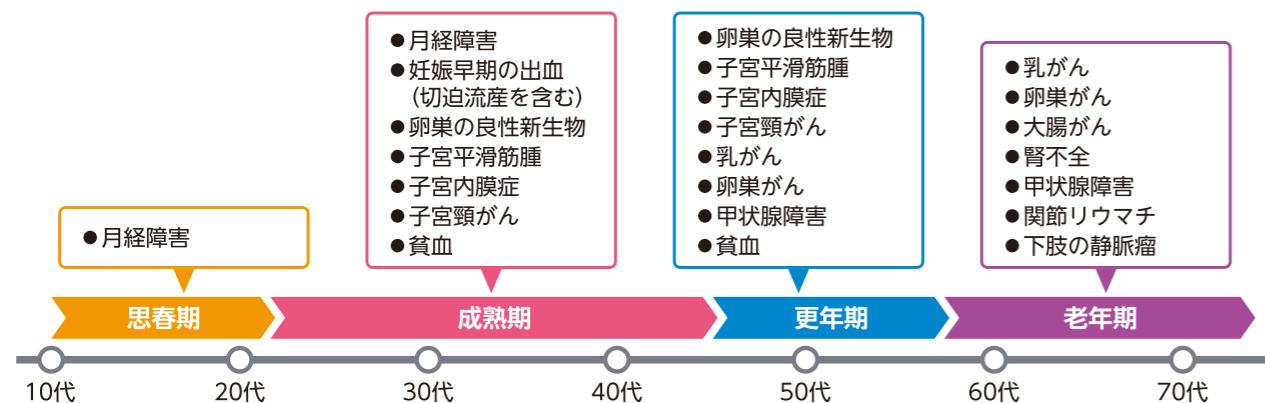 ●月経障害
●月経障害
●妊娠早期の出血
（切迫流産を含む）
●卵巣の良性新生物
●子宮平滑筋腫
●子宮内膜症
●子宮頸がん
●貧血
●卵巣の良性新生物
●子宮平滑筋腫
●子宮内膜症
●子宮頸がん
●乳がん
●卵巣がん
●甲状腺障害
●貧血
●乳がん
●卵巣がん
●大腸がん
●腎不全
●甲状腺障害
●関節リウマチ
●下肢の静脈瘤
思春期
成熟期
更年期
老年期
10代
20代
30代
40代
50代
60代
70代